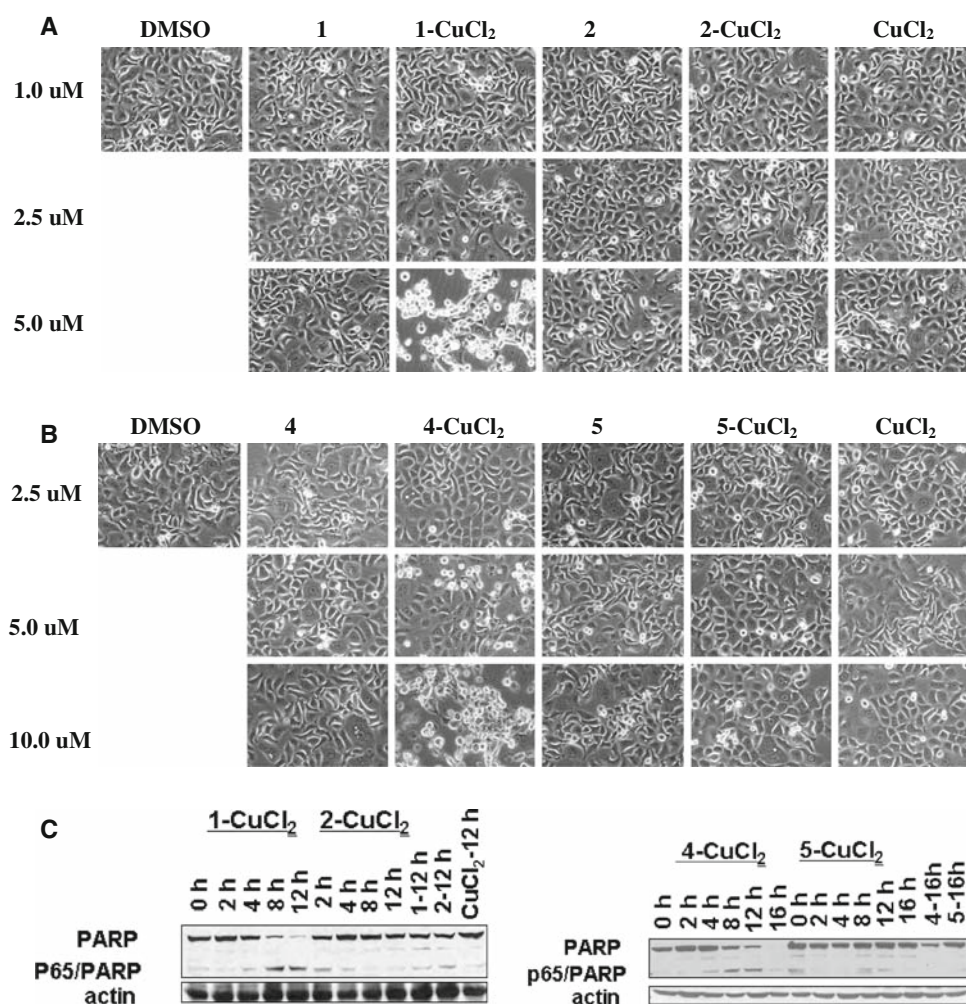 A
DMSO 1 1-CuCl₂ 2 2-CuCl₂ CuCl₂
1.0 uM
2.5 uM
5.0 uM
B
DMSO 4 4-CuCl₂ 5 5-CuCl₂ CuCl₂
2.5 uM
5.0 uM
10.0 uM
C
1-CuCl₂ 2-CuCl₂
0 h 2 h 4 h 8 h 12 h 2 h 4 h 8 h 12 h 1-12 h 2-12 h CuCl₂-12 h
PARP
P65/PARP
actin
4-CuCl₂ 5-CuCl₂
0 h 2 h 4 h 8 h 12 h 16 h 0 h 2 h 4 h 8 h 12 h 16 h 4-16h 5-16h
PARP
p65/PARP
actin